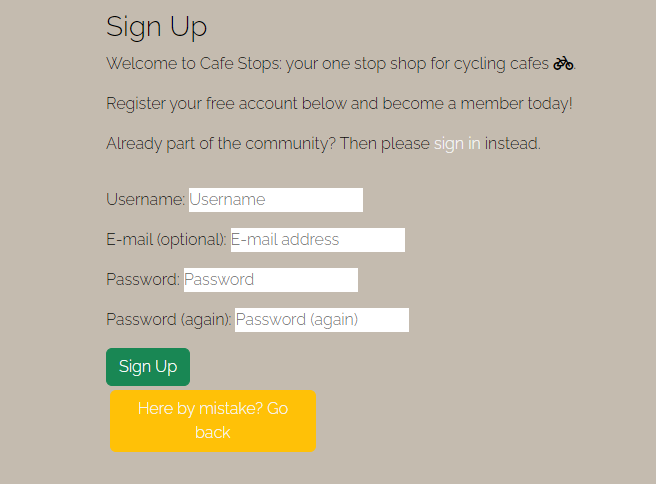 Sign Up
Welcome to Cafe Stops: your one stop shop for cycling cafes .
Register your free account below and become a member today!
Already part of the community? Then please sign in instead.
Username: Username
E-mail (optional): E-mail address
Password: Password
Password (again): Password (again)
Sign Up
Here by mistake? Go
back